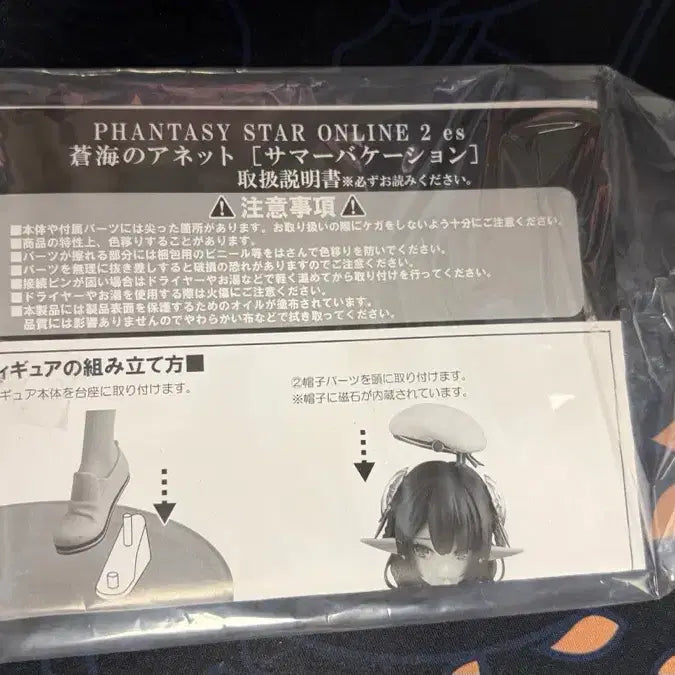 PHANTASY STAR ONLINE 2 es
蒼海のアネット [サマーバケーション]
取扱説明書※必ずお読みください。
注意事項
■本体や付属パーツには尖った箇所があります。お取り扱いの際にケガをしないよう十分にご注意ください。
■商品の特性上、色移りすることがあります。
■パーツが擦れる部分には梱包用のビニール等をはさんで色移りを防いでください。
■パーツを無理に抜き差しすると破損の恐れがありますのでご注意ください。
■接続ピンが固い場合はドライヤーやお湯などで軽く温めてから取り付けを行ってください。
■ドライヤーやお湯を使用する際は火傷にご注意ください。
■本製品には製品表面を保護するためのオイルが塗布されています。
品質には影響ありませんのでやわらかい布などで拭き取ってください。
ィギュアの組み立て方■
ギュア本体を台座に取り付けます。
②帽子パーツを頭に取り付けます。
※帽子に磁石が内蔵されています。